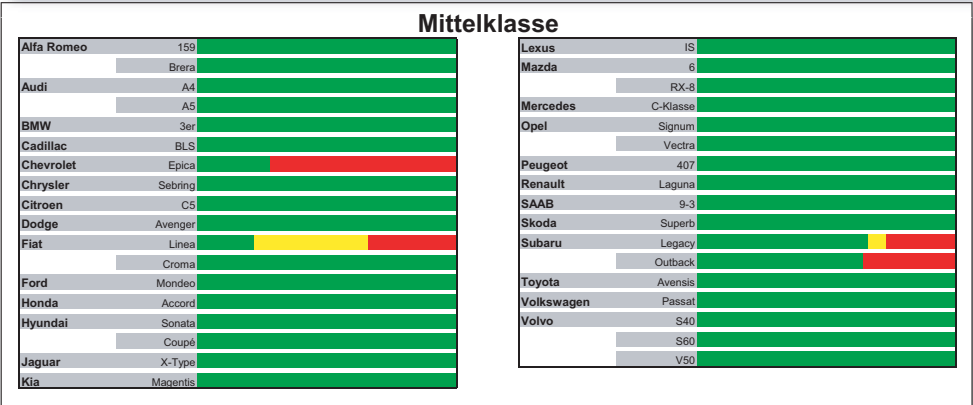 Mittelklasse
Alfa Romeo 159
Brera
Audi A4
A5
BMW 3er
Cadillac BLS
Chevrolet Epica
Chrysler Sebring
Citroen C5
Dodge Avenger
Fiat Linea
Croma
Ford Mondeo
Honda Accord
Hyundai Sonata
Coupé
Jaguar X-Type
Kia Magentis
Lexus IS
Mazda 6
RX-8
Mercedes C-Klasse
Opel Signum
Vectra
Peugeot 407
Renault Laguna
SAAB 9-3
Skoda Superb
Subaru Legacy
Outback
Toyota Avensis
Volkswagen Passat
Volvo S40
S60
V50